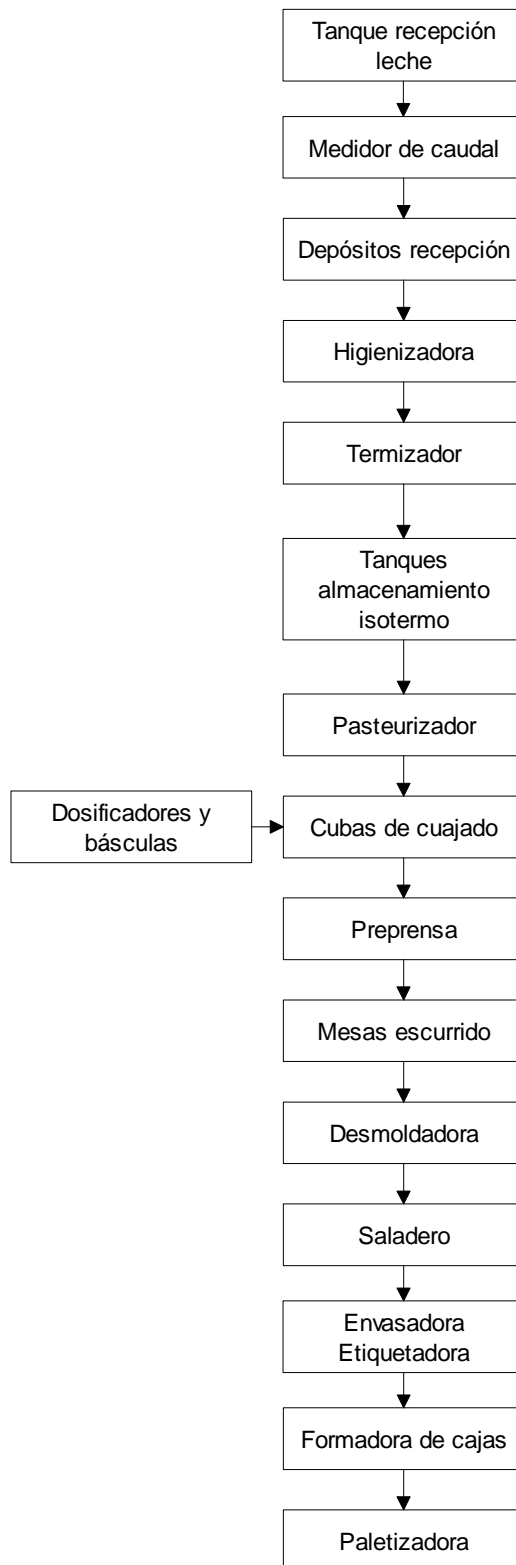 Tanque recepción
leche
Medidor de caudal
Depósitos recepción
Higienizadora
Termizador
Tanques
almacenamiento
isotermo
Pasteurizador
Dosificadores y
básculas
Cubas de cuajado
Preprensa
Mesas escurrido
Desmoldadora
Saladero
Envasadora
Etiquetadora
Formadora de cajas
Paletizadora